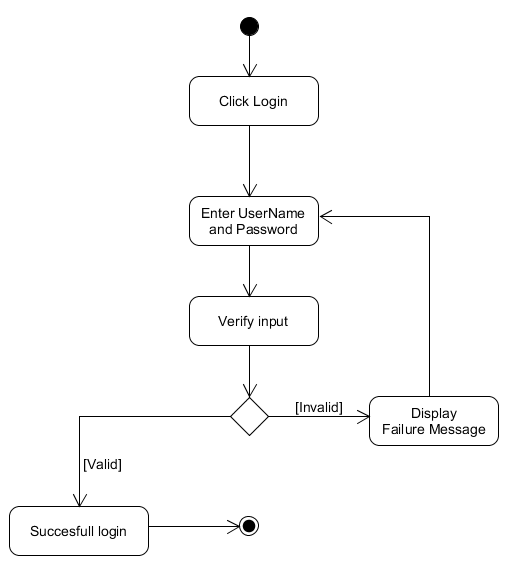 Click Login
Enter UserName
and Password
Verify input
[Invalid]
Display
Failure Message
[Valid]
Succesfull login